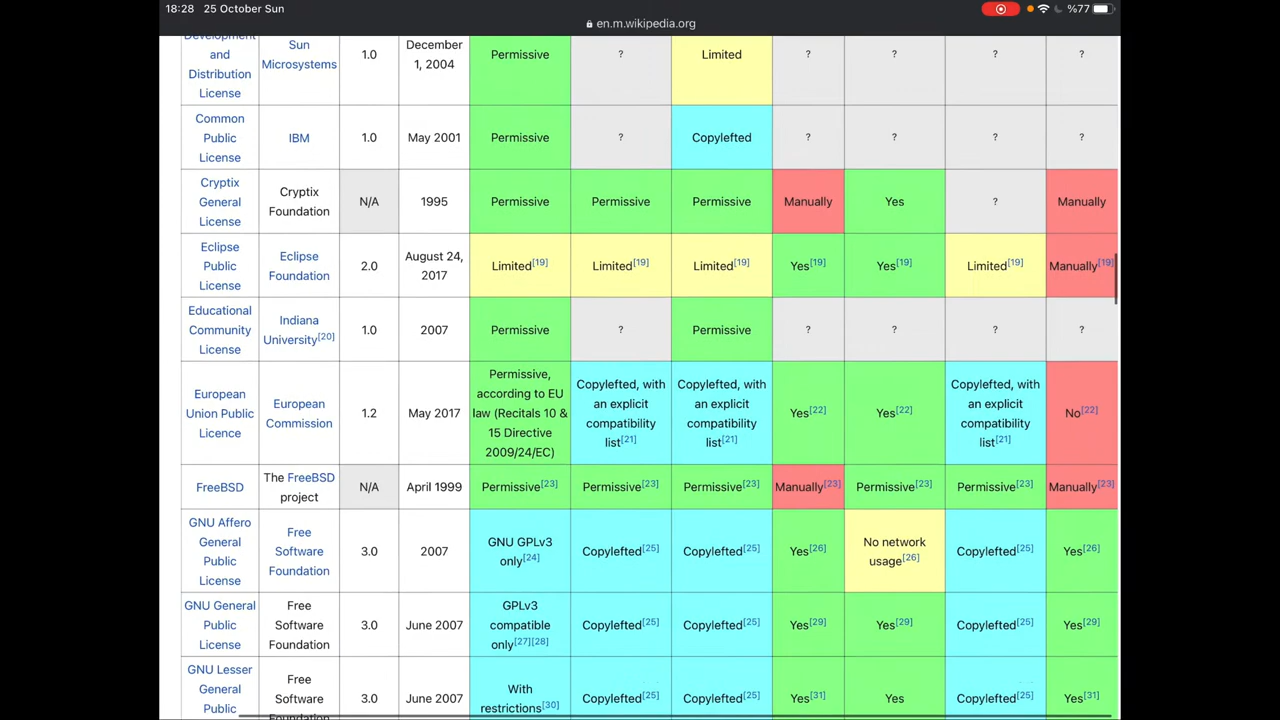 18:28 25 October Sun
%77
en.m.wikipedia.org
Development
and
Distribution
License
Sun
Microsystems
1.0
December
1, 2004
Permissive
?
Limited
?
?
?
?
Common
Public
License
IBM
1.0
May 2001
Permissive
?
Copylefted
?
?
?
?
Cryptix
General
License
Cryptix
Foundation
N/A
1995
Permissive
Permissive
Permissive
Manually
Yes
?
Manually
Eclipse
Public
License
Eclipse
Foundation
2.0
August 24,
2017
Limited[19]
Limited[19]
Limited[19]
Yes[19]
Yes[19]
Limited[19]
Manually[19]
Educational
Community
License
Indiana
University[20]
1.0
2007
Permissive
?
Permissive
?
?
?
?
European
Union Public
Licence
European
Commission
1.2
May 2017
Permissive,
according to EU
law (Recitals 10 &
15 Directive
2009/24/EC)
Copylefted, with
an explicit
compatibility
list[21]
Copylefted, with
an explicit
compatibility
list[21]
Yes[22]
Yes[22]
Copylefted, with
an explicit
compatibility
list[21]
No[22]
FreeBSD
The FreeBSD
project
N/A
April 1999
Permissive[23]
Permissive[23]
Permissive[23]
Manually[23]
Permissive[23]
Permissive[23]
Manually[23]
GNU Affero
General
Public
License
Free
Software
Foundation
3.0
2007
GNU GPLv3
only[24]
Copylefted[25]
Copylefted[25]
Yes[26]
No network
usage[26]
Copylefted[25]
Yes[26]
GNU General
Public
License
Free
Software
Foundation
3.0
June 2007
GPLv3
compatible
only[27][28]
Copylefted[25]
Copylefted[25]
Yes[29]
Yes[29]
Copylefted[25]
Yes[29]
GNU Lesser
General
Public
Free
Software
Foundation
3.0
June 2007
With
restrictions[30]
Copylefted[25]
Copylefted[25]
Yes[31]
Yes
Copylefted[25]
Yes[31]